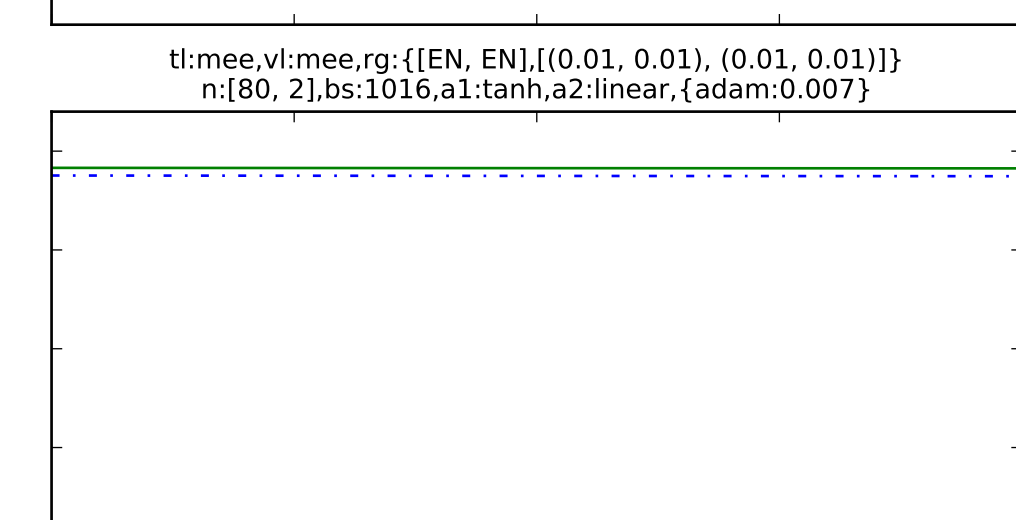 tl:mee,vl:mee,rg:{[EN, EN],[(0.01, 0.01), (0.01, 0.01)]}
n:[80, 2],bs:1016,a1:tanh,a2:linear,{adam:0.007}